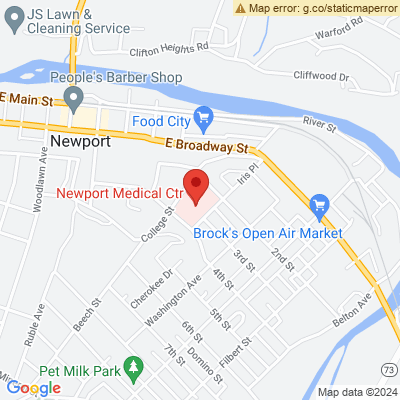 Map error: g.co/staticmaperror
JS Lawn &
Cleaning Service
Clifton Heights Rd
Warford Rd
Cliffwood Dr
People's Barber Shop
E Main St
Food City
River St
Newport
E Broadway St
Woodlawn Ave
Iris Pl
Newport Medical Ctr
College St
Brock's Open Air Market
2nd St
3rd St
Cherokee Dr
4th St
Washington Ave
Beech St
Ruble Ave
5th St
Belton Ave
6th St
Filbert St
7th St
Domino St
Pet Milk Park
73
Google
Map data ©2024